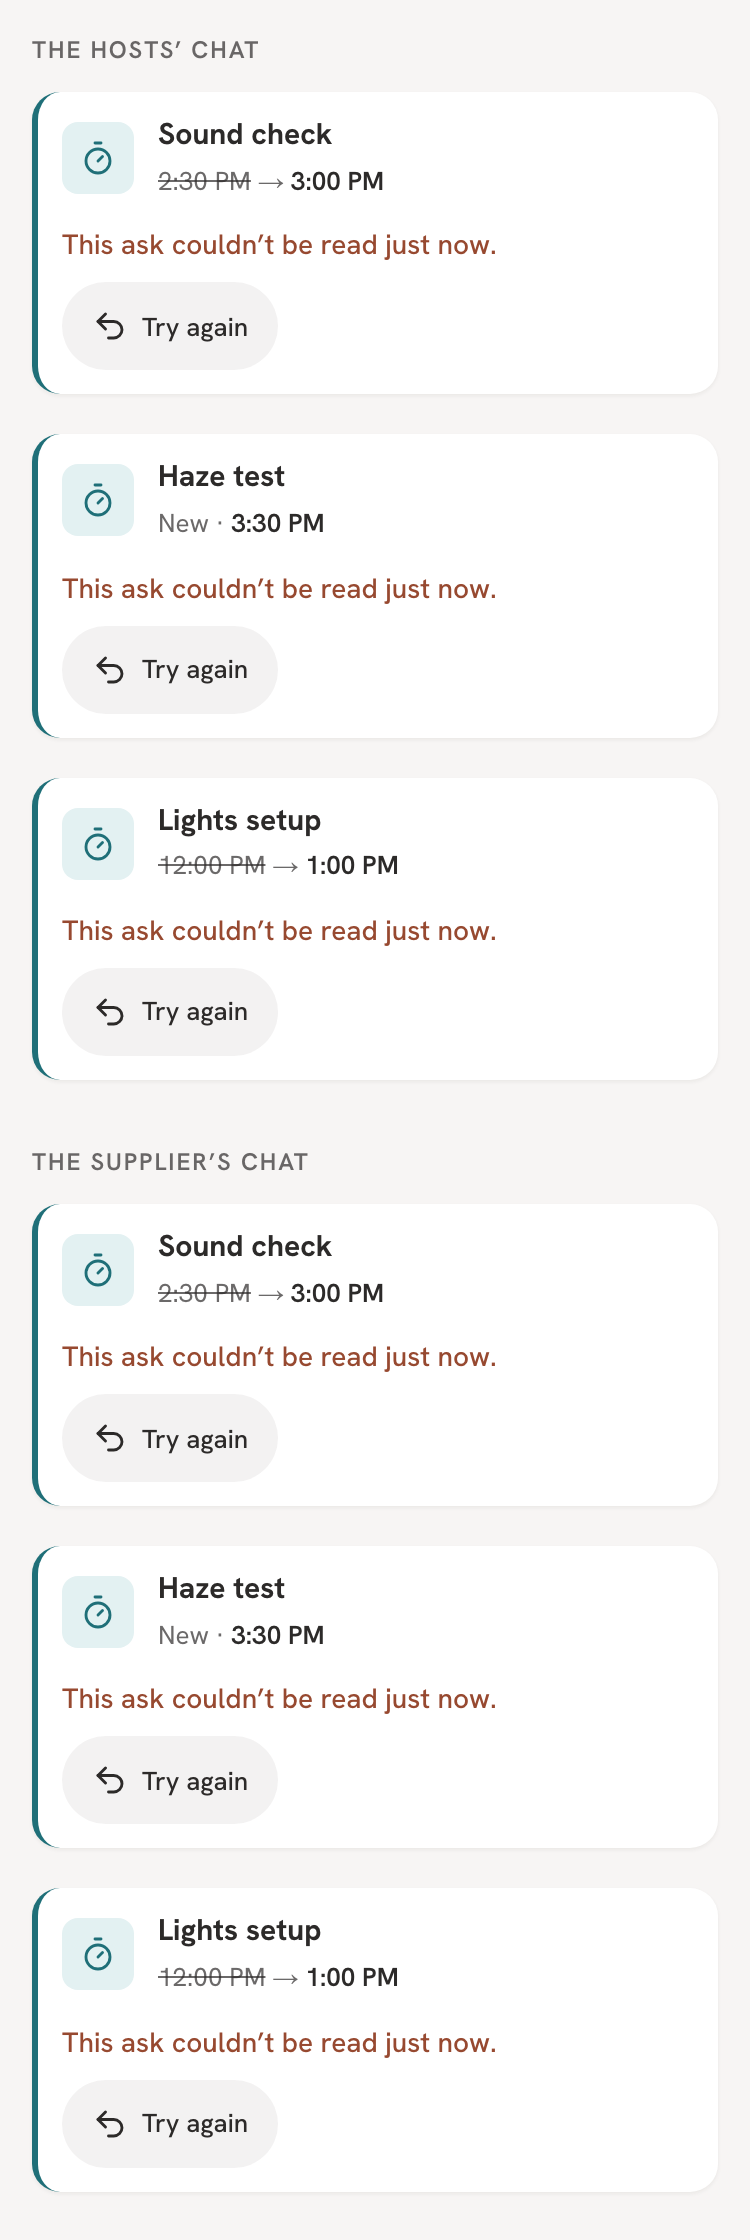 THE HOSTS’ CHAT
Sound check
2:30 PM → 3:00 PM
This ask couldn’t be read just now.
Try again
Haze test
New · 3:30 PM
This ask couldn’t be read just now.
Try again
Lights setup
12:00 PM → 1:00 PM
This ask couldn’t be read just now.
Try again
THE SUPPLIER’S CHAT
Sound check
2:30 PM → 3:00 PM
This ask couldn’t be read just now.
Try again
Haze test
New · 3:30 PM
This ask couldn’t be read just now.
Try again
Lights setup
12:00 PM → 1:00 PM
This ask couldn’t be read just now.
Try again